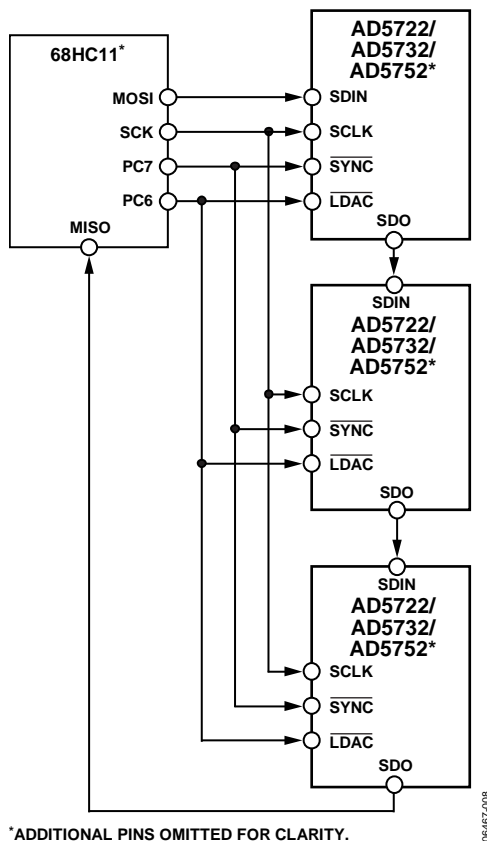 68HC11*
MOSI
SCK
PC7
PC6
MISO
AD5722/
AD5732/
AD5752*
SDIN
SCLK
SYNC
LDAC
SDO
SDIN
AD5722/
AD5732/
AD5752*
SCLK
SYNC
LDAC
SDO
SDIN
AD5722/
AD5732/
AD5752*
SCLK
SYNC
LDAC
SDO
*ADDITIONAL PINS OMITTED FOR CLARITY.
06467-008